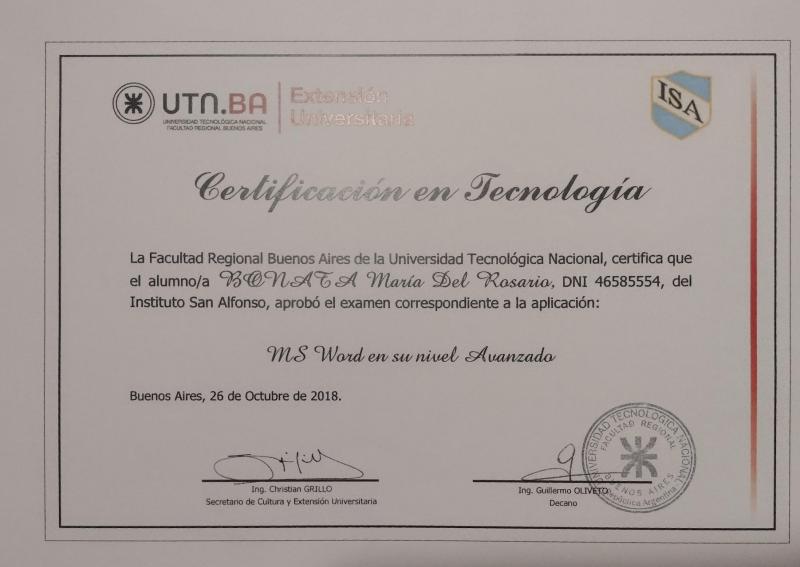 UTN.BA
UNIVERSIDAD TECNOLÓGICA NACIONAL
FACULTAD REGIONAL BUENOS AIRES
Extensión
Universitaria
ISA
Certificación en Tecnología
La Facultad Regional Buenos Aires de la Universidad Tecnológica Nacional, certifica que
el alumno/a BONATA María Del Rosario, DNI 46585554, del
Instituto San Alfonso, aprobó el examen correspondiente a la aplicación:
MS Word en su nivel Avanzado
Buenos Aires, 26 de Octubre de 2018.
Ing. Christian GRILLO
Secretario de Cultura y Extensión Universitaria
Ing. Guillermo OLIVETO
Decano
UNIVERSIDAD TECNOLOGICA NACIONAL
FACULTAD REGIONAL
BUENOS AIRES
República Argentina